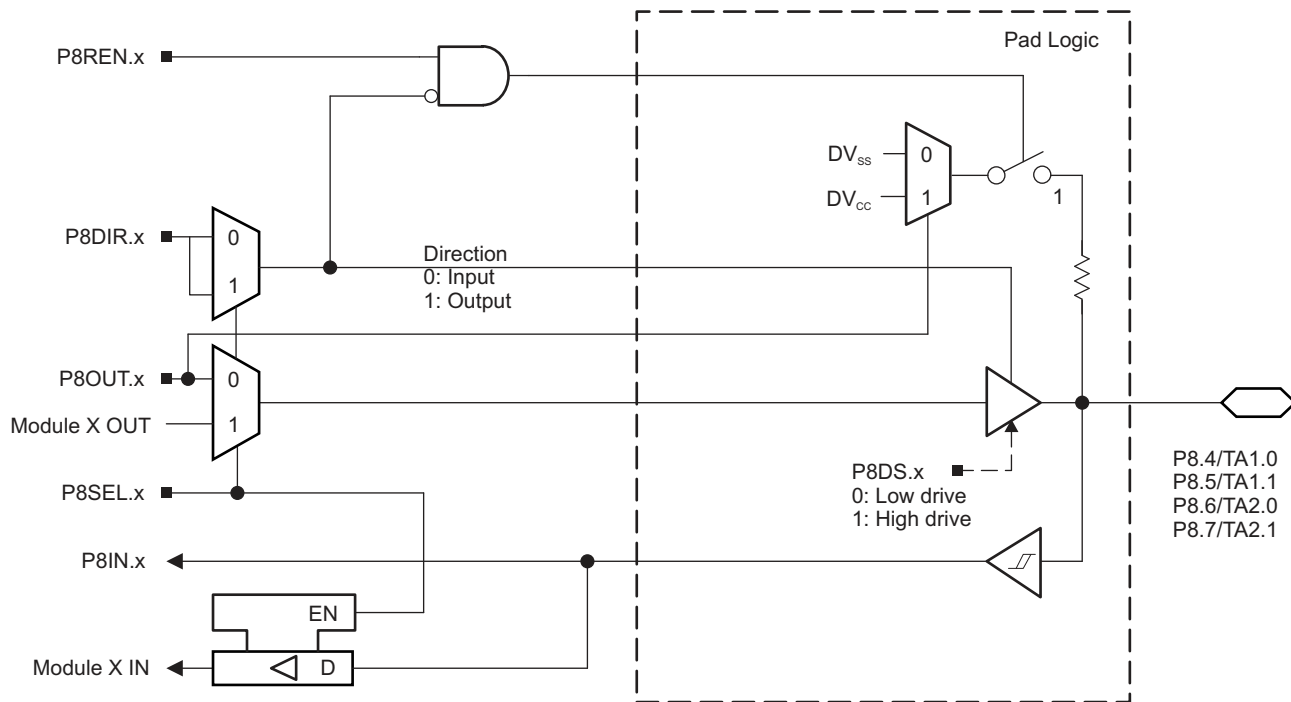 Pad Logic
P8REN.x
DVSS
0
DVCC
1
1
P8DIR.x
0
1
Direction
0: Input
1: Output
P8OUT.x
0
Module X OUT
1
P8SEL.x
P8DS.x
0: Low drive
1: High drive
P8.4/TA1.0
P8.5/TA1.1
P8.6/TA2.0
P8.7/TA2.1
P8IN.x
EN
Module X IN
D